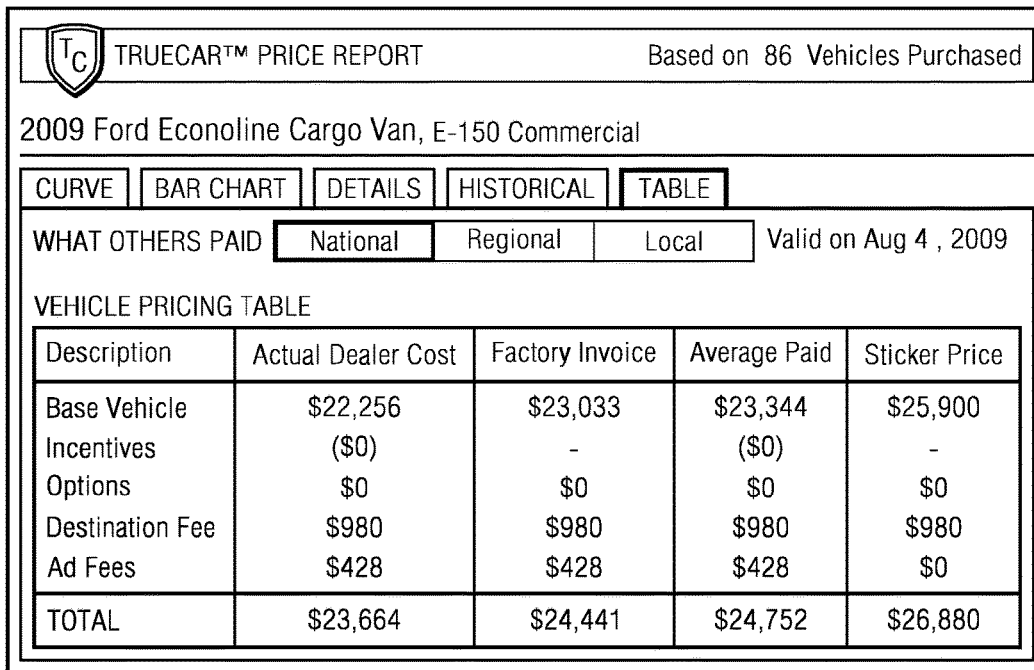 TC TRUECAR™ PRICE REPORT Based on 86 Vehicles Purchased
2009 Ford Econoline Cargo Van, E-150 Commercial
CURVE BAR CHART DETAILS HISTORICAL TABLE
WHAT OTHERS PAID National Regional Local Valid on Aug 4 , 2009
VEHICLE PRICING TABLE
Description Actual Dealer Cost Factory Invoice Average Paid Sticker Price
Base Vehicle $22,256 $23,033 $23,344 $25,900
Incentives ($0) - ($0) -
Options $0 $0 $0 $0
Destination Fee $980 $980 $980 $980
Ad Fees $428 $428 $428 $0
TOTAL $23,664 $24,441 $24,752 $26,880